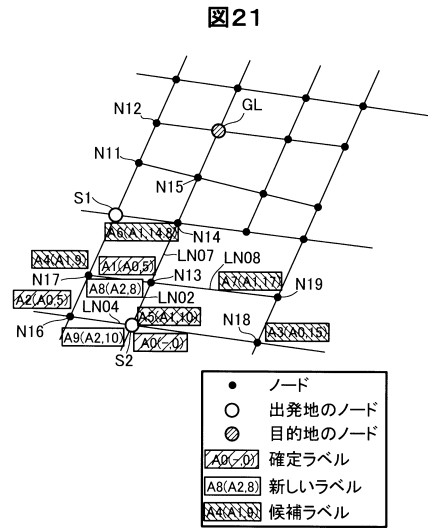 図21
N12
GL
N11
N15
S1
A6(A1,14.8)
N14
LN07
A4(A1,9)
A1(A0,5)
LN08
N17
N13
A7(A1,17)
A8(A2,8)
N19
A2(A0,5)
LN04
LN02
N16
A5(A1,10)
N18
A3(A0,15)
A9(A2,10)
S2
A0(-,0)
ノード
出発地のノード
目的地のノード
A0(-,0) 確定ラベル
A8(A2,8) 新しいラベル
A4(A1,9) 候補ラベル